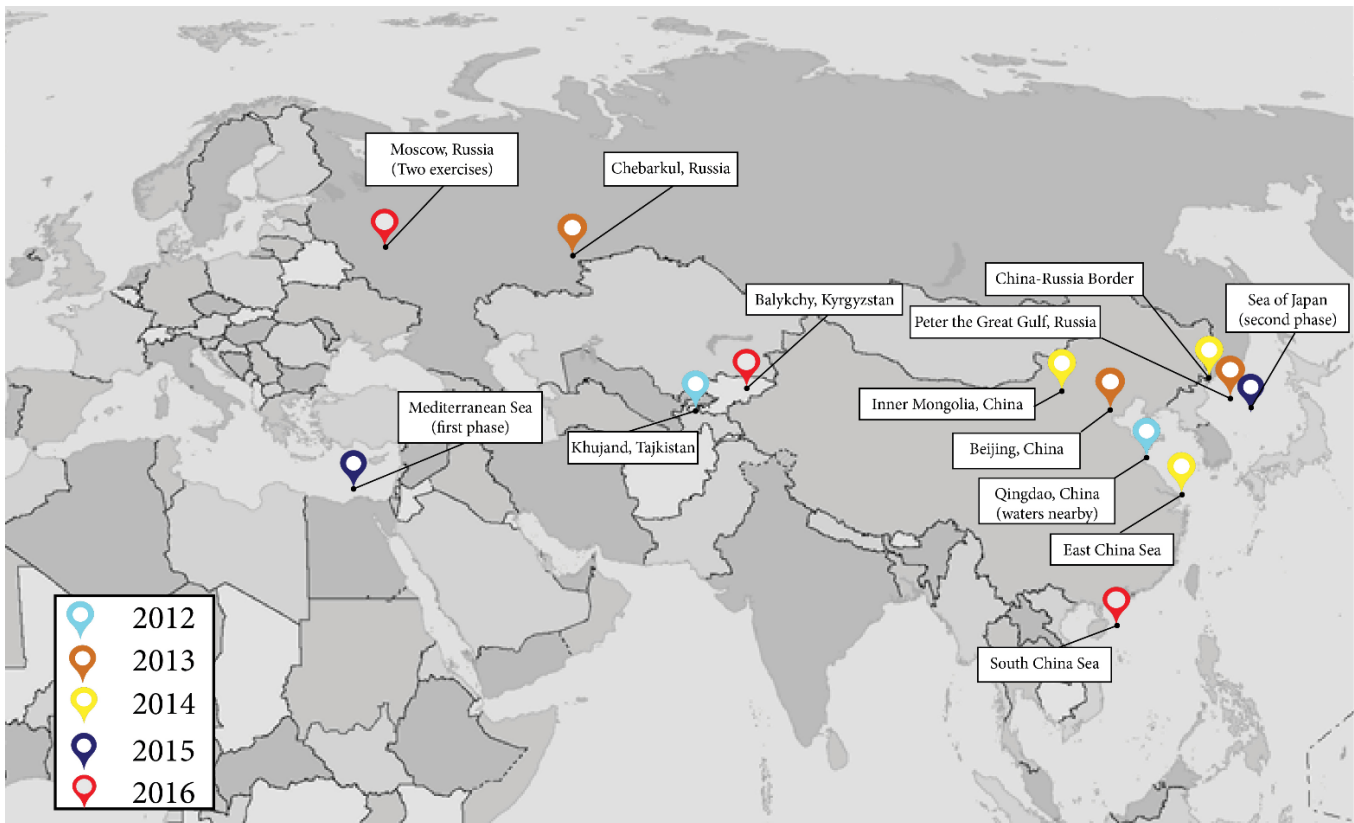 Moscow, Russia
(Two exercises)
Chebarkul, Russia
China-Russia Border
Balykchy, Kyrgyzstan
Sea of Japan
(second phase)
Peter the Great Gulf, Russia
Mediterranean Sea
(first phase)
Inner Mongolia, China
Khujand, Tajkistan
Beijing, China
Qingdao, China
(waters nearby)
East China Sea
South China Sea
2012
2013
2014
2015
2016